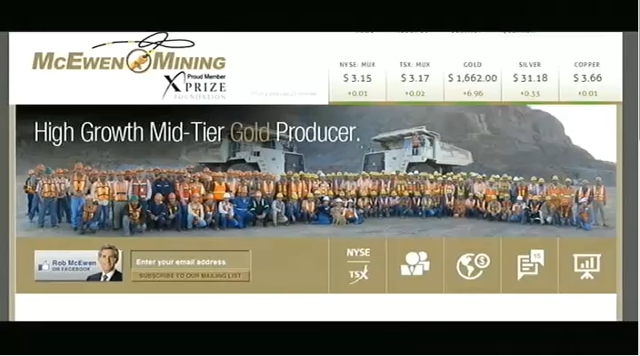 McEWEN MINING
Proud Member
XPRIZE
FOUNDATION
NYSE: MUX
TSX: MUX
GOLD
SILVER
COPPER
$ 3.15
$ 3.17
$ 1,662.00
$ 31.18
$ 3.66
+0.01
+0.02
+6.96
+0.33
+0.01
High Growth Mid-Tier Gold Producer.
Rob McEwen
ON FACEBOOK
Enter your email address
SUBSCRIBE TO OUR MAILING LIST
NYSE
TSX
$
15